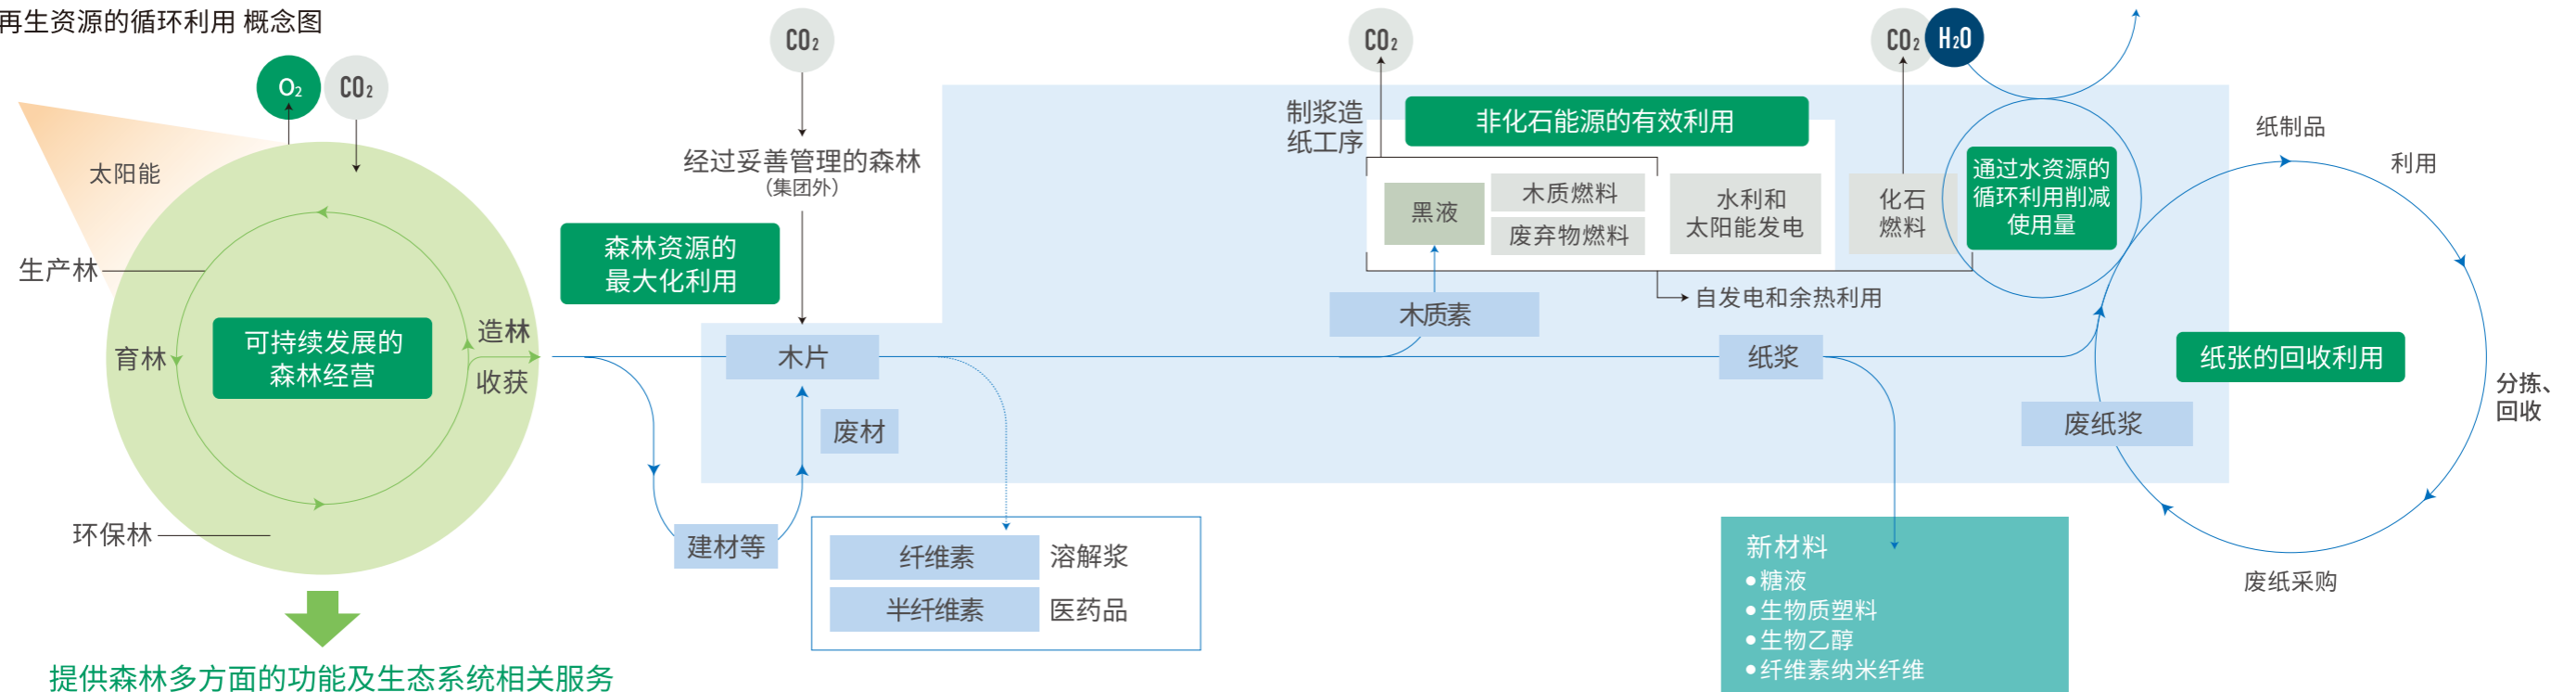 再生资源的循环利用 概念图
O₂
CO₂
太阳能
生产林
育林
可持续发展的
森林经营
造林
收获
环保林
提供森林多方面的功能及生态系统相关服务
CO₂
经过妥善管理的森林
（集团外）
森林资源的
最大化利用
木片
废材
建材等
纤维素
溶解浆
半纤维素
医药品
制浆造
纸工序
CO₂
非化石能源的有效利用
黑液
木质燃料
废弃物燃料
水利和
太阳能发电
化石
燃料
CO₂
H₂O
通过水资源的
循环利用削减
使用量
自发电和余热利用
木质素
纸浆
新材料
•糖液
•生物质塑料
•生物乙醇
•纤维素纳米纤维
纸制品
利用
纸张的回收利用
分拣、
回收
废纸浆
废纸采购